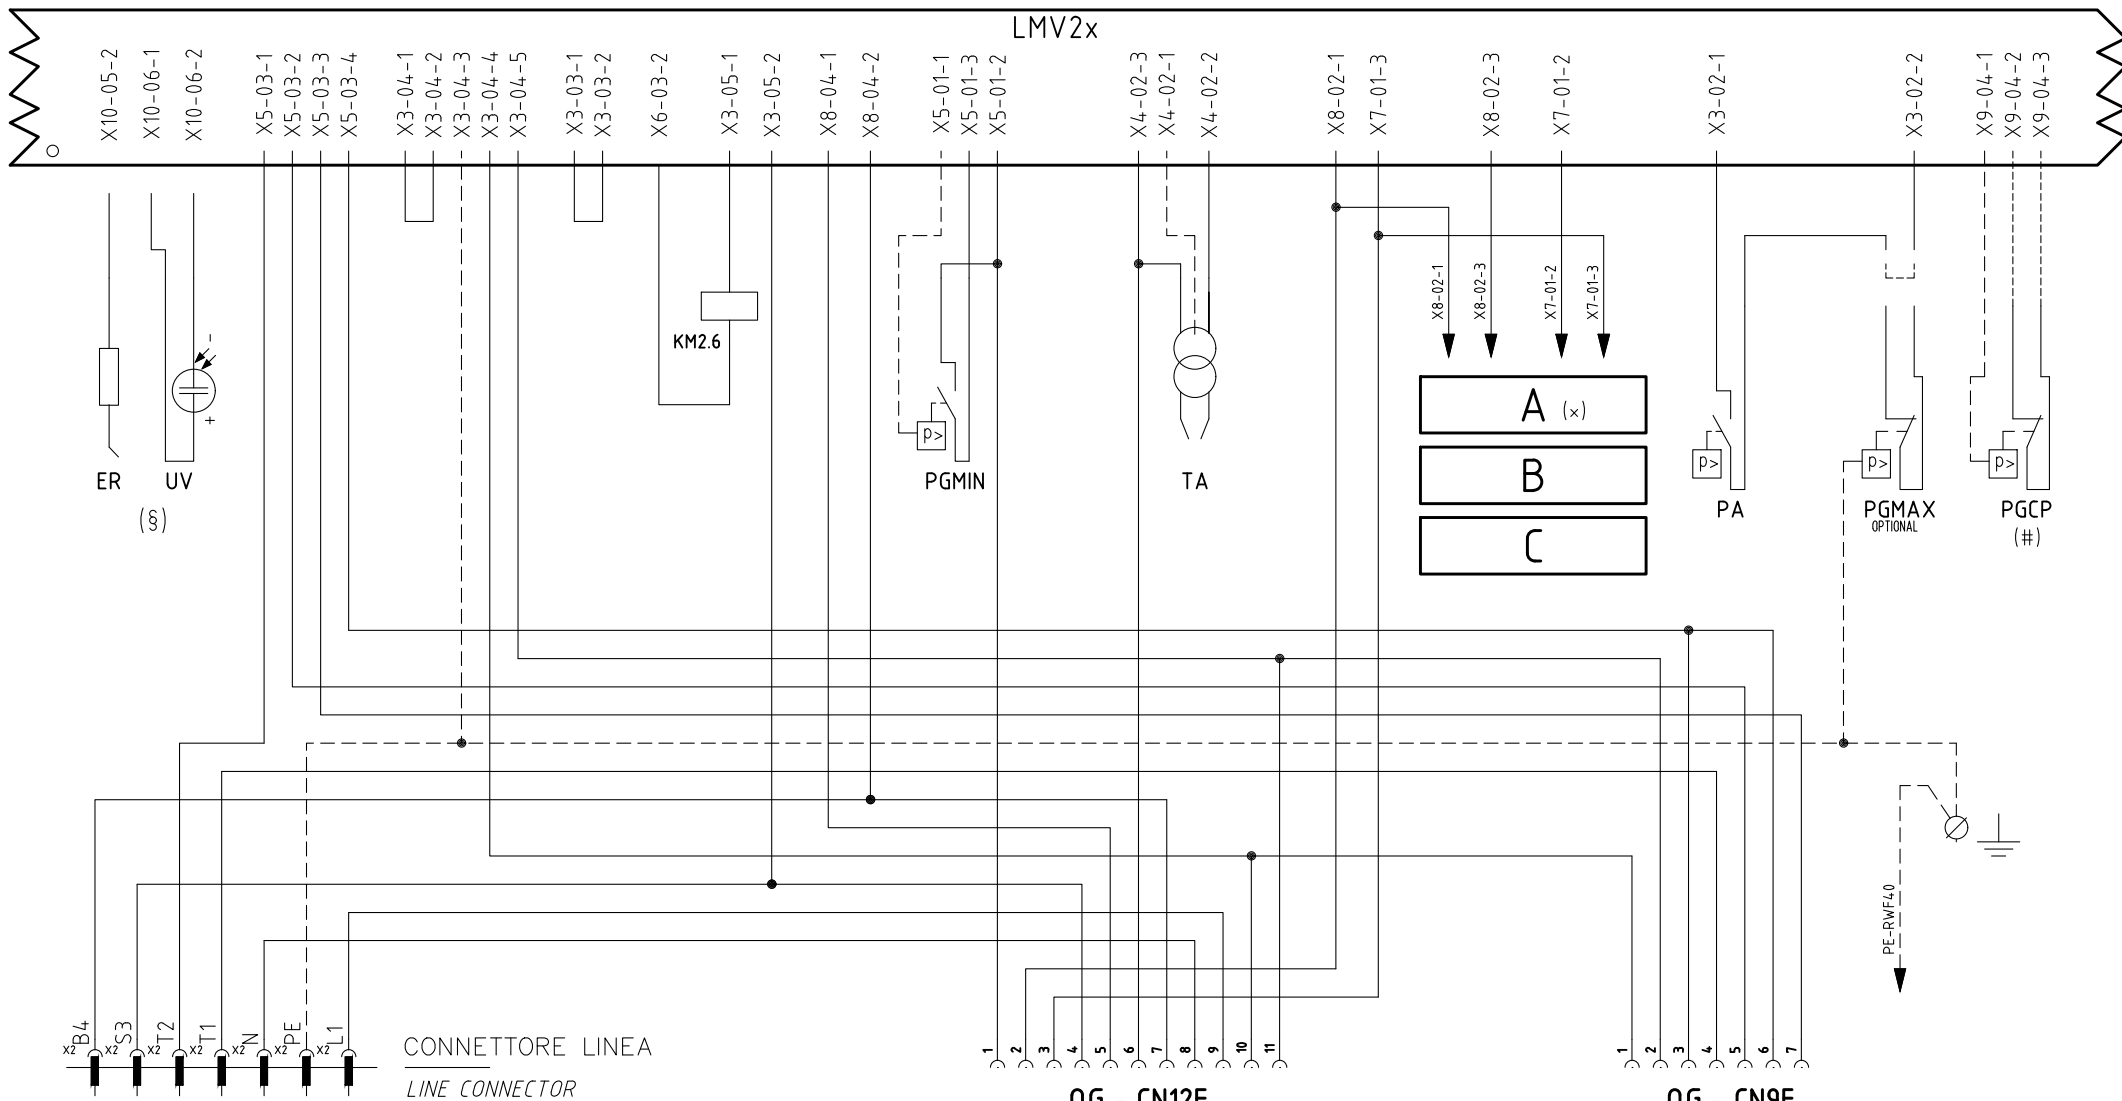 LMV2x
X10-05-2
X10-06-1
X10-06-2
X5-03-1
X5-03-2
X5-03-3
X5-03-4
X3-04-1
X3-04-2
X3-04-3
X3-04-4
X3-04-5
X3-03-1
X3-03-2
X6-03-2
X3-05-1
X3-05-2
X8-04-1
X8-04-2
X5-01-1
X5-01-3
X5-01-2
X4-02-3
X4-02-1
X4-02-2
X8-02-1
X7-01-3
X8-02-3
X7-01-2
X3-02-1
X3-02-2
X9-04-1
X9-04-2
X9-04-3
X8-02-1
X8-02-3
X7-01-2
X7-01-3
KM2.6
-
+
A (x)
B
C
p>
p>
p>
p>
ER
UV
(§)
PGMIN
TA
PA
PGMAX
OPTIONAL
PGCP
(#)
PE-RWF40
B4
S3
T2
T1
N
PE
L1
X2
X2
X2
X2
X2
X2
X2
CONNETTORE LINEA
LINE CONNECTOR
1
2
3
4
5
6
7
8
9
10
11
1
2
3
4
5
6
7